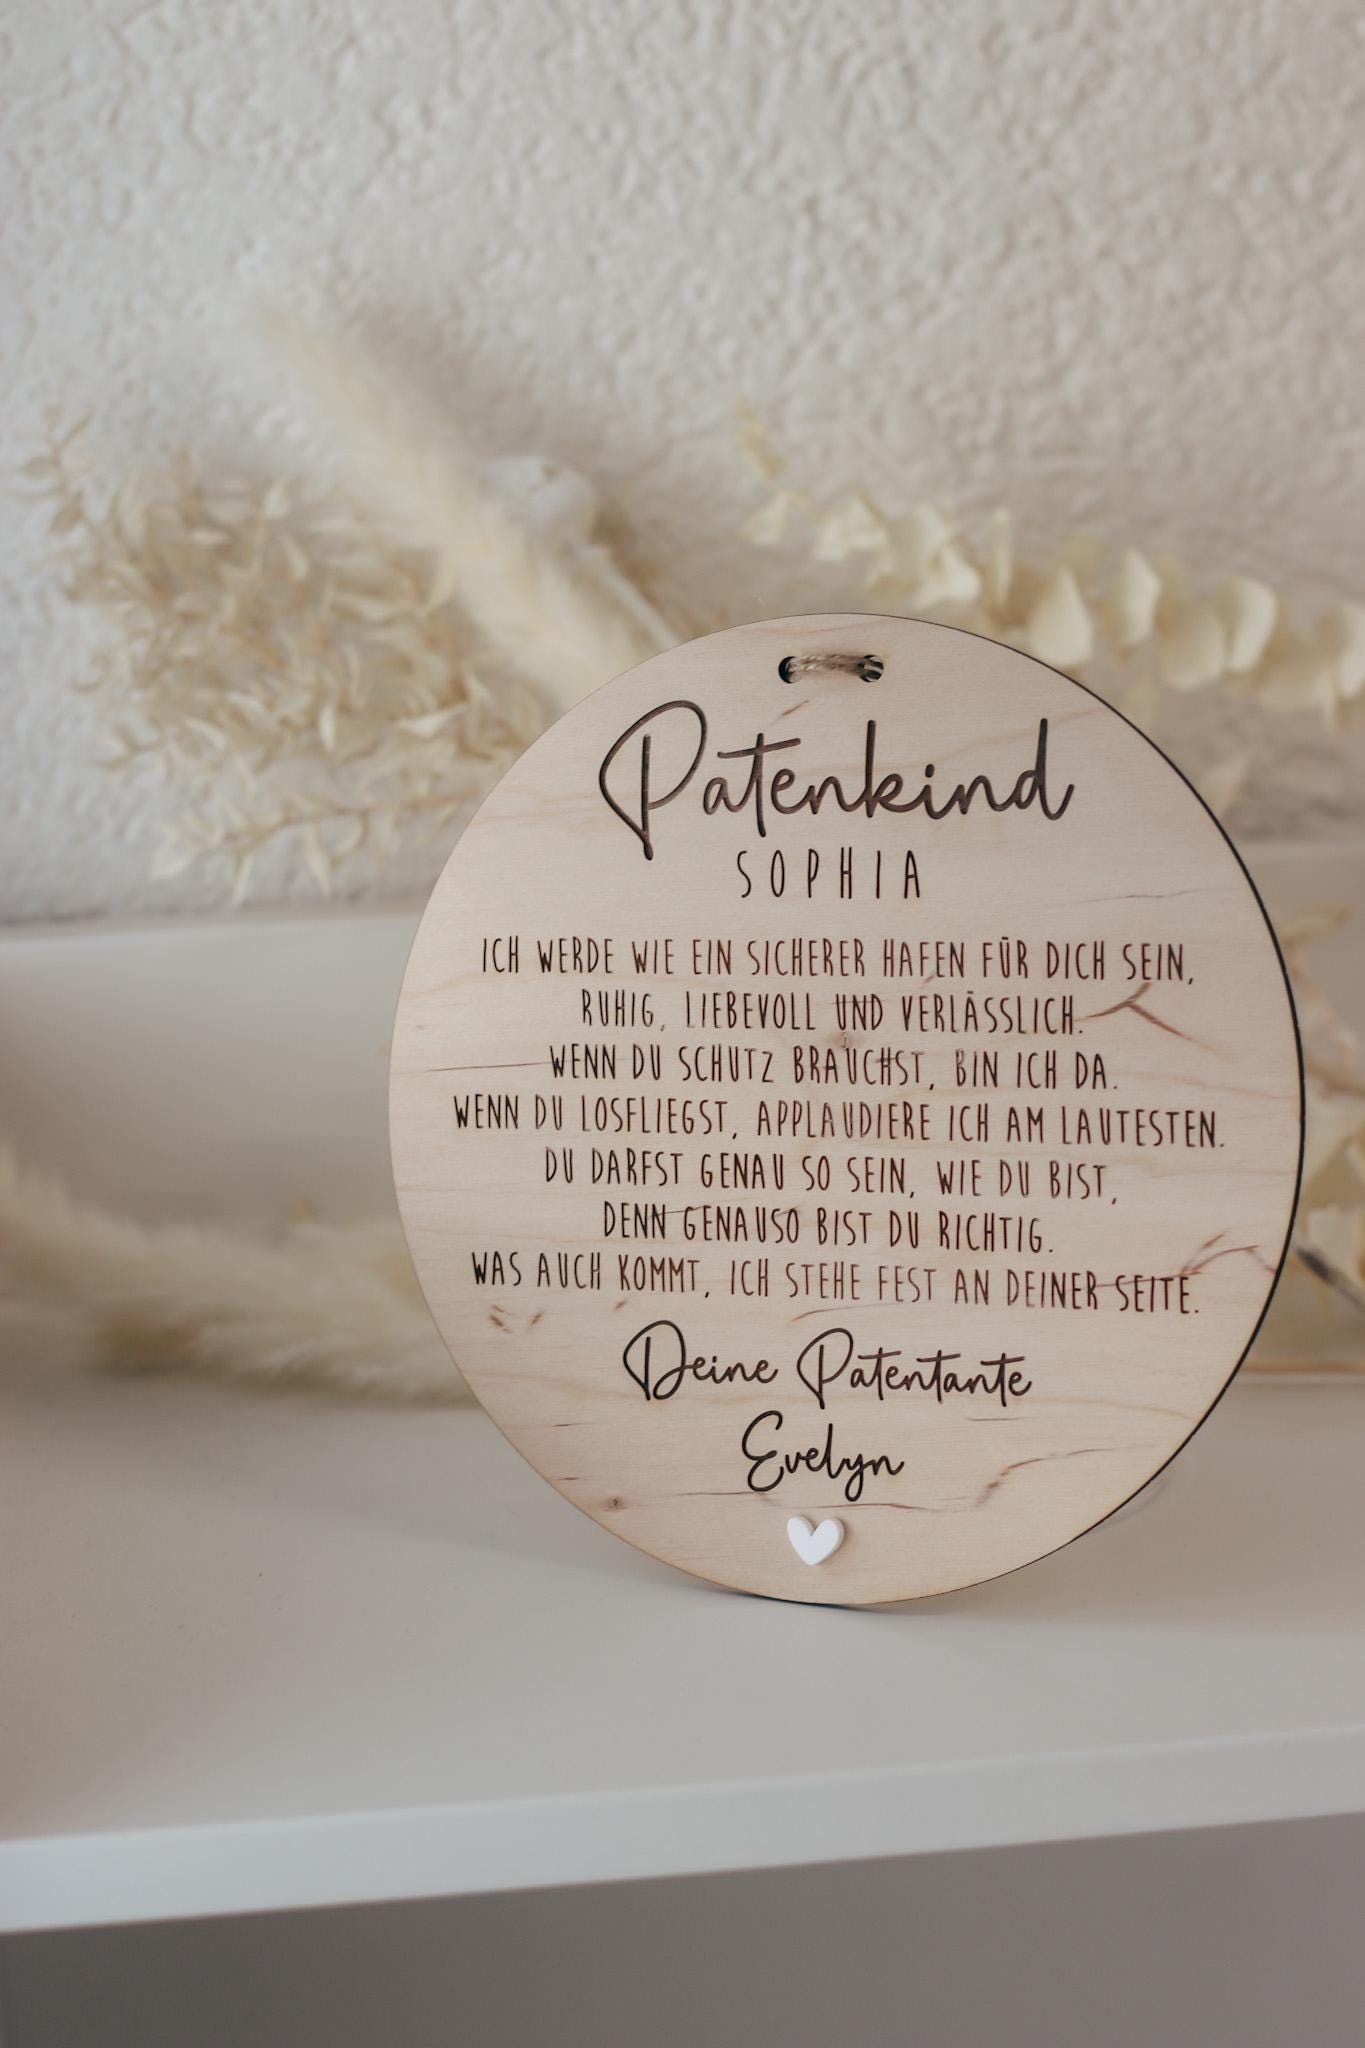 Patenkind
SOPHIA
ICH WERDE WIE EIN SICHERER HAFEN FÜR DICH SEIN,
RUHIG, LIEBEVOLL UND VERLÄSSLICH.
WENN DU SCHUTZ BRAUCHST, BIN ICH DA.
WENN DU LOSFLIEGST, APPLAUDIERE ICH AM LAUTESTEN.
DU DARFST GENAU SO SEIN, WIE DU BIST,
DENN GENAUSO BIST DU RICHTIG.
WAS AUCH KOMMT, ICH STEHE FEST AN DEINER SEITE.
Deine Patentante
Evelyn